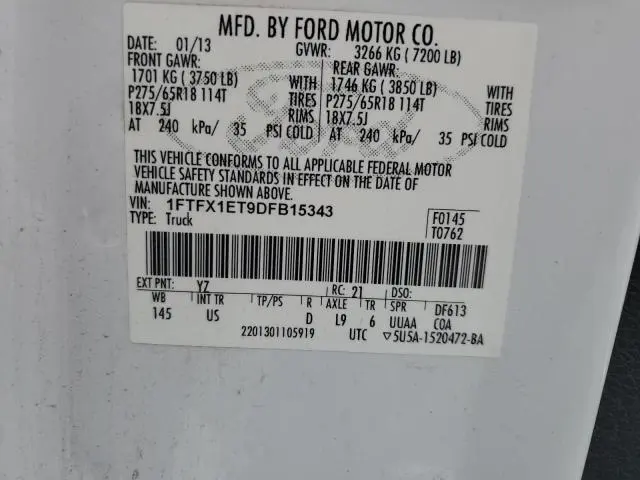 MFD. BY FORD MOTOR CO.
DATE: 01/13 GVWR: 3266 KG ( 7200 LB)
FRONT GAWR: REAR GAWR:
1701 KG ( 3750 LB) WITH 1746 KG ( 3850 LB) WITH
P275/65R18 114T TIRES P275/65R18 114T TIRES
18X7.5J RIMS 18X7.5J RIMS
AT 240 kPa/ 35 PSI COLD AT 240 kPa/ 35 PSI COLD
THIS VEHICLE CONFORMS TO ALL APPLICABLE FEDERAL MOTOR
VEHICLE SAFETY STANDARDS IN EFFECT ON THE DATE OF
MANUFACTURE SHOWN ABOVE.
VIN: 1FTFX1ET9DFB15343 F0145
TYPE: Truck T0762
EXT PNT: YZ RC: 21 DSO:
WB INT TR TP/PS R AXLE TR SPR DF613
145 US D L9 6 UUAA COA
2201301105919 UTC ▽5U5A-1520472-BA